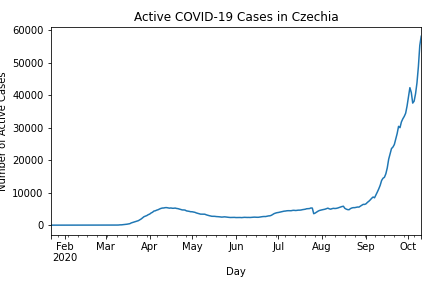 Active COVID-19 Cases in Czechia
60000
50000
40000
30000
20000
10000
0
Number of Active Cases
Feb Mar Apr May Jun Jul Aug Sep Oct
2020
Day